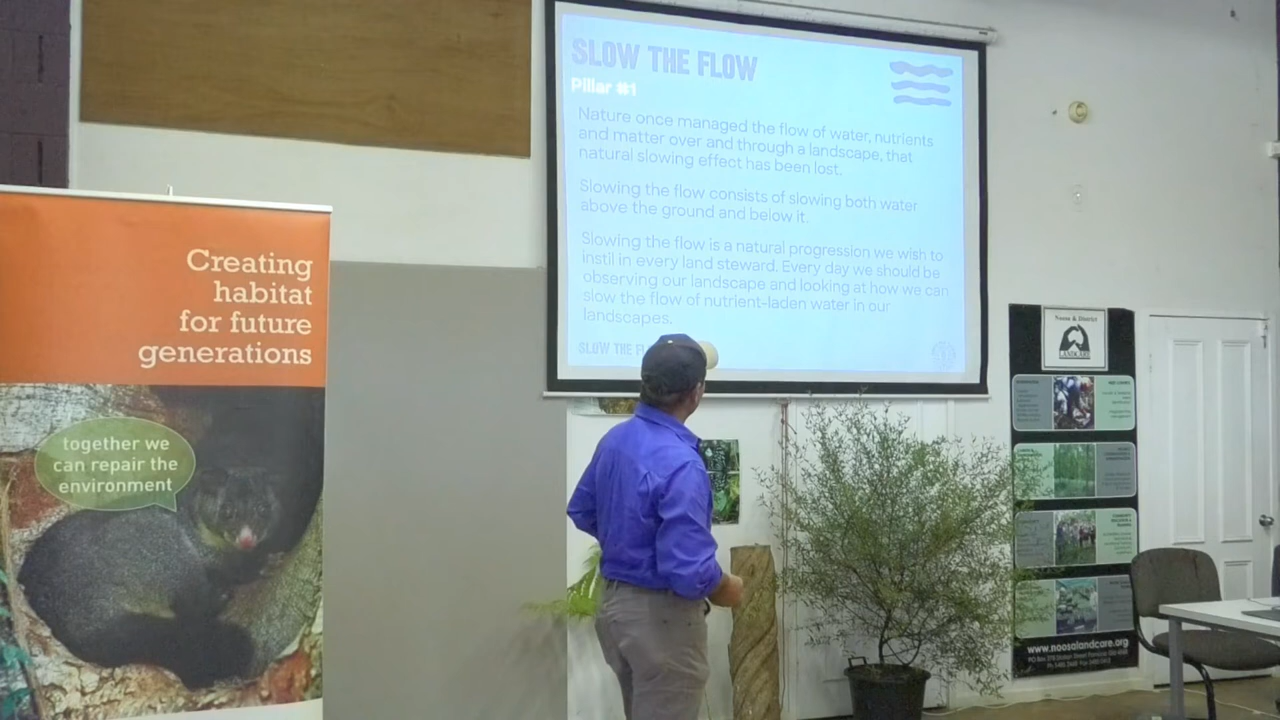 SLOW THE FLOW
Pillar #1
Nature once managed the flow of water, nutrients
and matter over and through a landscape, that
natural slowing effect has been lost.
Slowing the flow consists of slowing both water
above the ground and below it.
Slowing the flow is a natural progression we wish to
instil in every land steward. Every day we should be
observing our landscape and looking at how we can
slow the flow of nutrient-laden water in our
landscapes.
SLOW THE
Creating
habitat
for future
generations
together we
can repair the
environment
Noosa & District
LANDCARE
www.noosalandcare.org